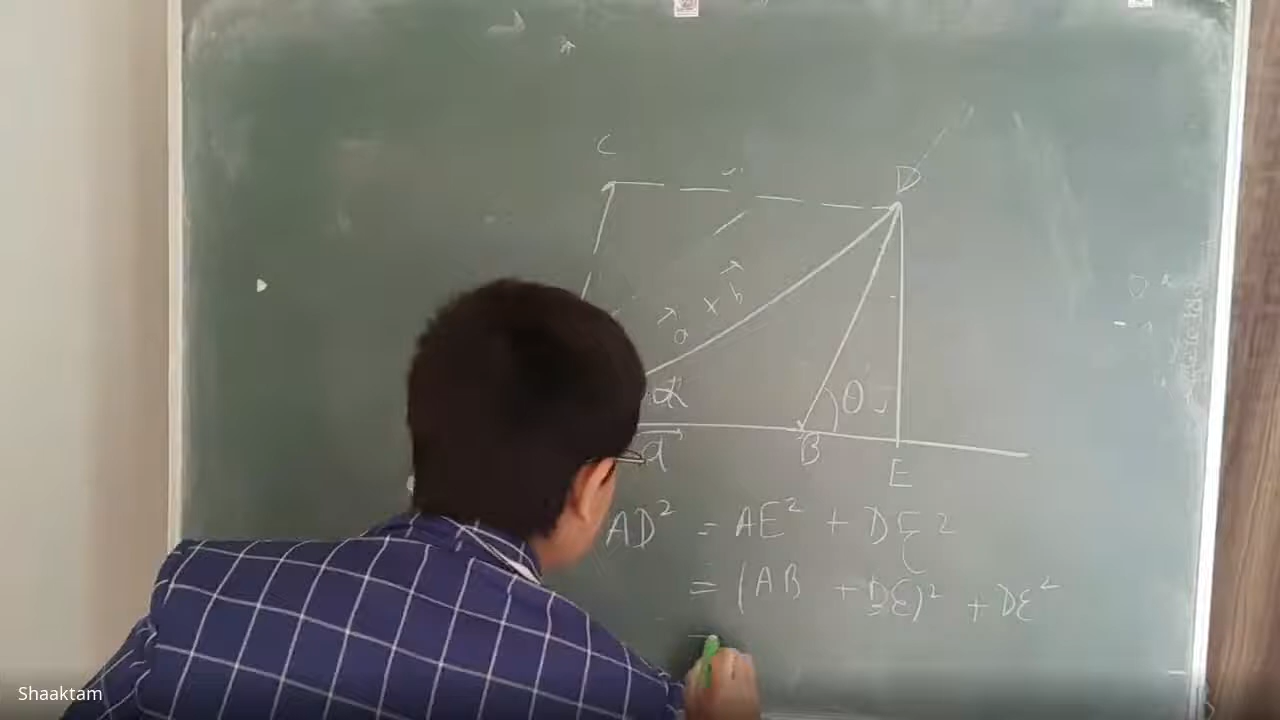 C
D
a x b
α
θ
a
B
E
AD² = AE² + DE²
= (AB + BE)² + DE²
=
Shaaktam